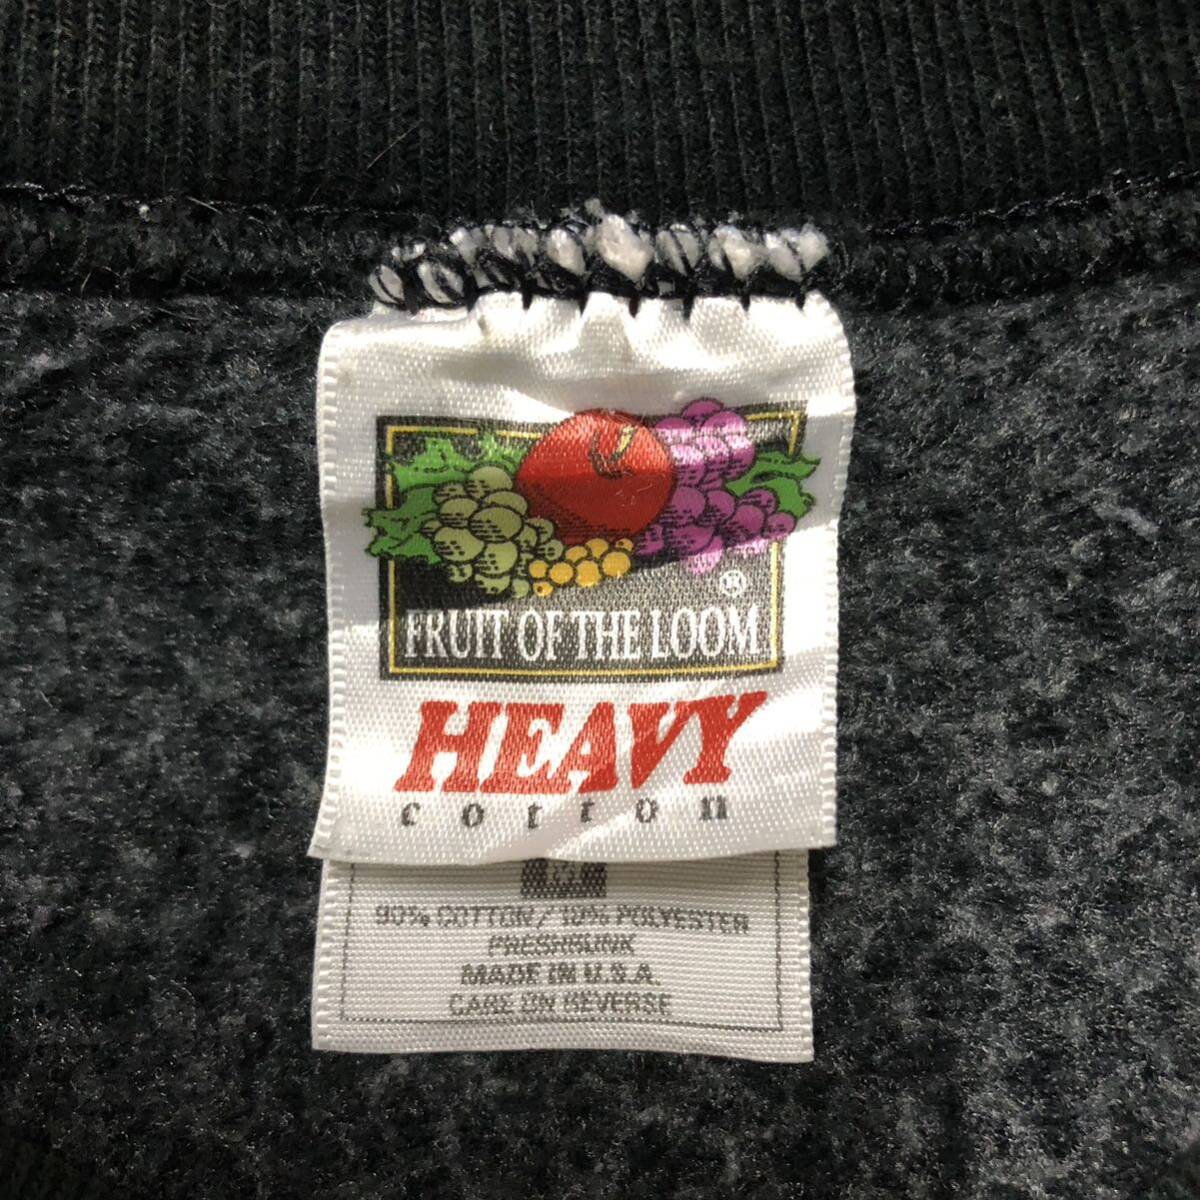 ®
FRUIT OF THE LOOM
HEAVY
cotton
90% COTTON / 10% POLYESTER
PRESHRUNK
MADE IN U.S.A.
CARE ON REVERSE